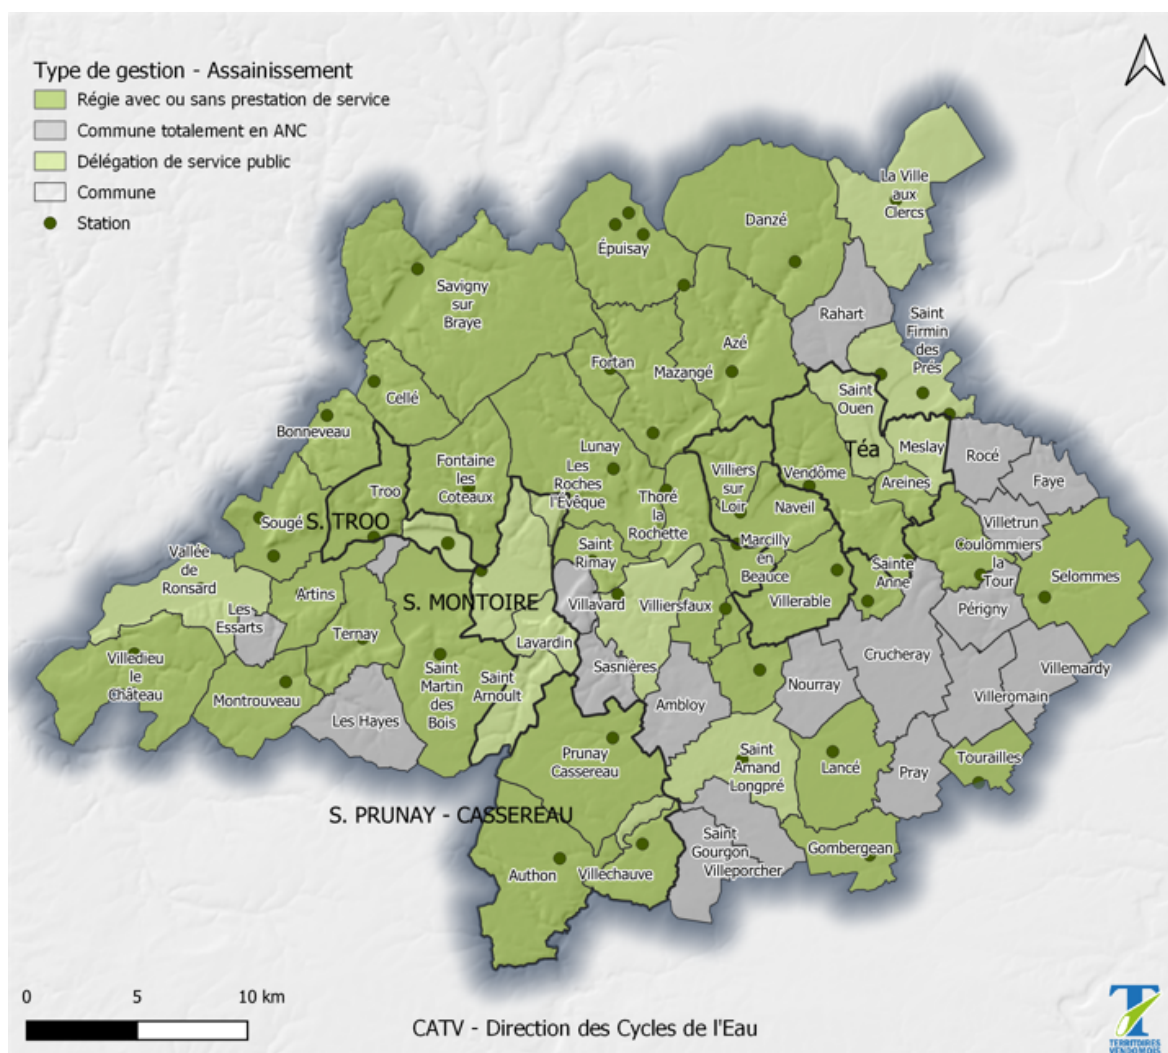 Type de gestion - Assainissement
Régie avec ou sans prestation de service
Commune totalement en ANC
Délégation de service public
Commune
Station
La Ville
aux
Clercs
Danzé
Épuisay
Savigny
sur
Braye
Rahart
Saint
Firmin
des
Prés
Azé
Fortan
Mazangé
Cellé
Saint
Ouen
Bonneveau
Téa
Meslay
Rocé
Faye
Lunay
Fontaine
les
Coteaux
Les
Roches
l'Évêque
Villiers
sur
Loir
Vendôme
Areines
Troo
Thoré
la
Rochette
Naveil
S. TROO
Sougé
Villetrun
Coulommiers
la
Tour
Vallée
de
Ronsard
Saint
Rimay
Marcilly
en
Beauce
Sainte
Anne
Selommes
Artins
Les
Essarts
S. MONTOIRE
Villavard
Villiersfaux
Villerable
Périgny
Ternay
Lavardin
Villedieu
le
Château
Sasnières
Crucheray
Villemardy
Montrouveau
Saint
Martin
des
Bois
Saint
Arnoult
Nourray
Ambloy
Villeromain
Les Hayes
Prunay
Cassereau
Saint
Amand
Longpré
Lancé
Pray
Tourailles
S. PRUNAY - CASSEREAU
Saint
Gourgon
Villeporcher
Gombergean
Authon
Villechauve
0 5 10 km
CATV - Direction des Cycles de l'Eau
TERRITOIRES
VENDOMOIS